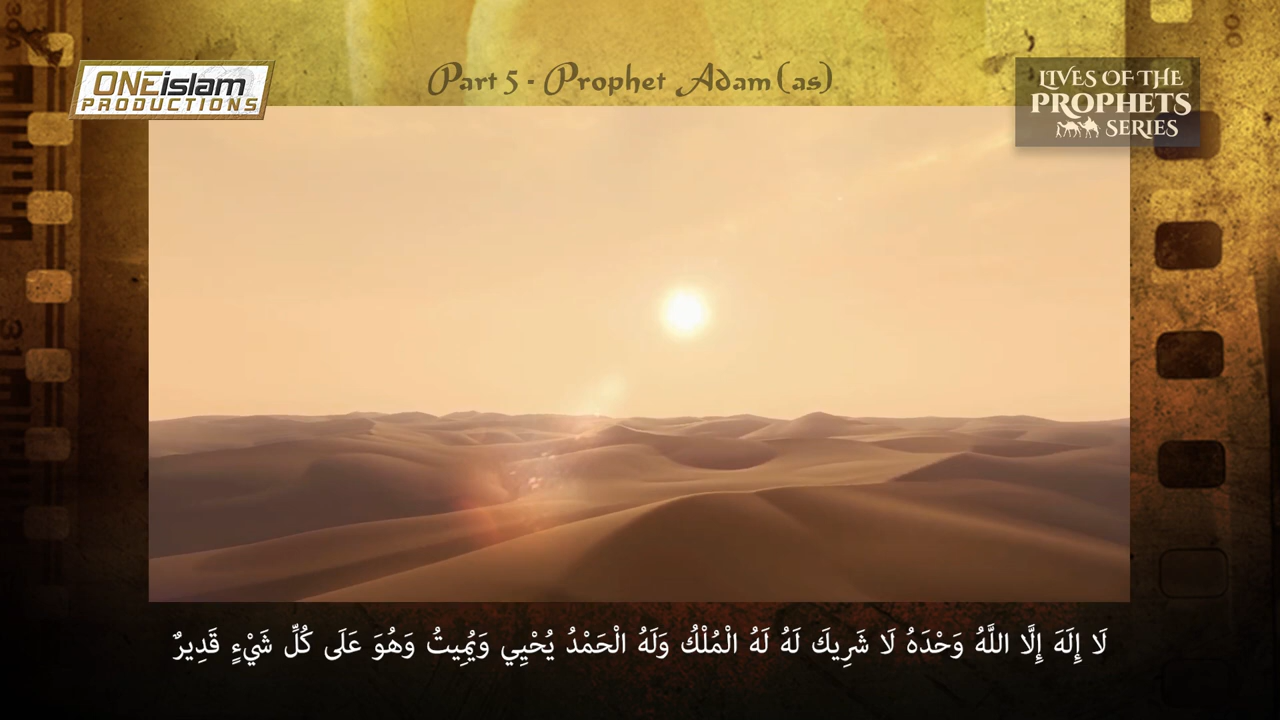 Part 5 - Prophet Adam (as)
ONEislam
PRODUCTIONS
LIVES OF THE
PROPHETS
SERIES
لَا إِلَهَ إِلَّا اللَّهُ وَحْدَهُ لَا شَرِيكَ لَهُ لَهُ الْمُلْكُ وَلَهُ الْحَمْدُ يُحْيِي وَيُمِيتُ وَهُوَ عَلَى كُلِّ شَيْءٍ قَدِيرٌ